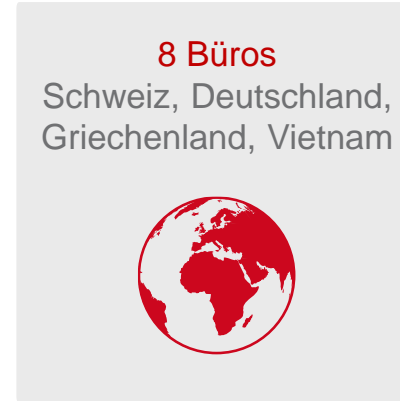 8 Büros
Schweiz, Deutschland,
Griechenland, Vietnam